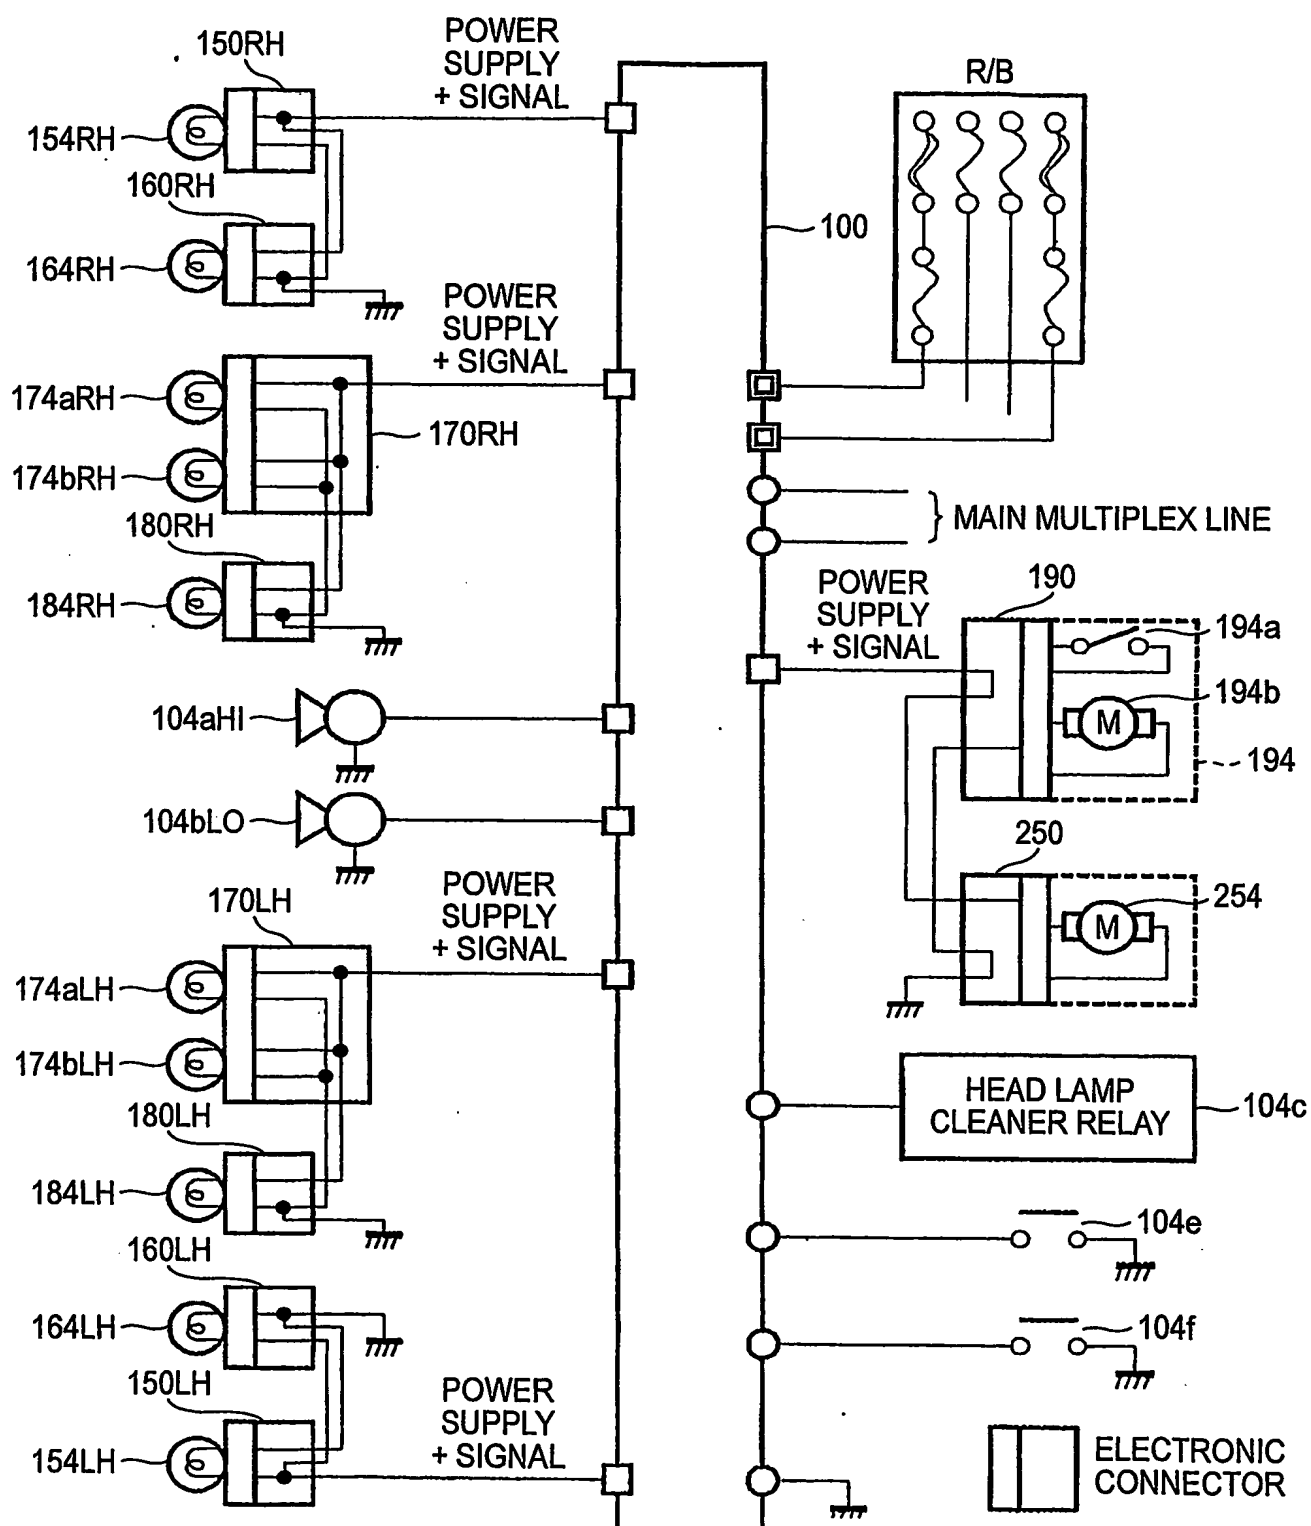 150RH
POWER
SUPPLY
+ SIGNAL
R/B
154RH
160RH
100
164RH
POWER
SUPPLY
+ SIGNAL
174aRH
170RH
174bRH
MAIN MULTIPLEX LINE
180RH
190
POWER
SUPPLY
+ SIGNAL
184RH
194a
104aHI
M
194b
194
104bLO
250
POWER
SUPPLY
+ SIGNAL
170LH
M
254
174aLH
174bLH
HEAD LAMP
CLEANER RELAY
104c
180LH
184LH
104e
160LH
164LH
104f
150LH
POWER
SUPPLY
+ SIGNAL
154LH
ELECTRONIC
CONNECTOR